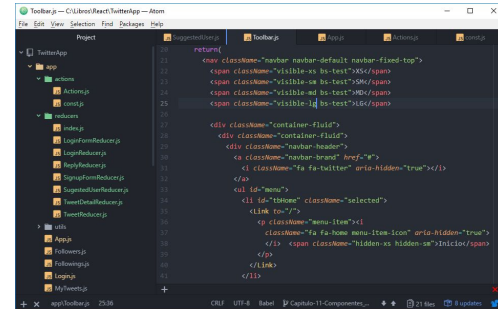 Toolbar.js — C:\Libros\React\TwitterApp — Atom
File Edit View Selection Find Packages Help
Project
TwitterApp
app
actions
Actions.js
const.js
reducers
index.js
LoginFormReducer.js
LoginReducer.js
ReplyReducer.js
SignupFormReducer.js
SugestedUserReducer.js
TweetDetailReducer.js
TweetReducer.js
utils
App.js
Followers.js
Followings.js
Login.js
MyTweets.js
SuggestedUser.js Toolbar.js App.js Actions.js const.js
20 return(
21 <nav className="navbar navbar-default navbar-fixed-top">
22 <span className="visible-xs bs-test">XS</span>
23 <span className="visible-sm bs-test">SM</span>
24 <span className="visible-md bs-test">MD</span>
25 <span className="visible-lg bs-test">LG</span>
26
27 <div className="container-fluid">
28 <div className="container-fluid">
29 <div className="navbar-header">
30 <a className="navbar-brand" href="#">
31 <i className="fa fa-twitter" aria-hidden="true"></i>
32 </a>
33 <ul id="menu">
34 <li id="tbHome" className="selected">
35 <Link to="/">
36 <p className="menu-item"><i
37 className="fa fa-home menu-item-icon" aria-hidden="true">
38 </i> <span className="hidden-xs hidden-sm">Inicio</span>
39 </p>
40 </Link>
41 </li>
app\Toolbar.js 25:36 CRLF UTF-8 Babel Capitulo-11-Componentes_... 21 files 8 updates